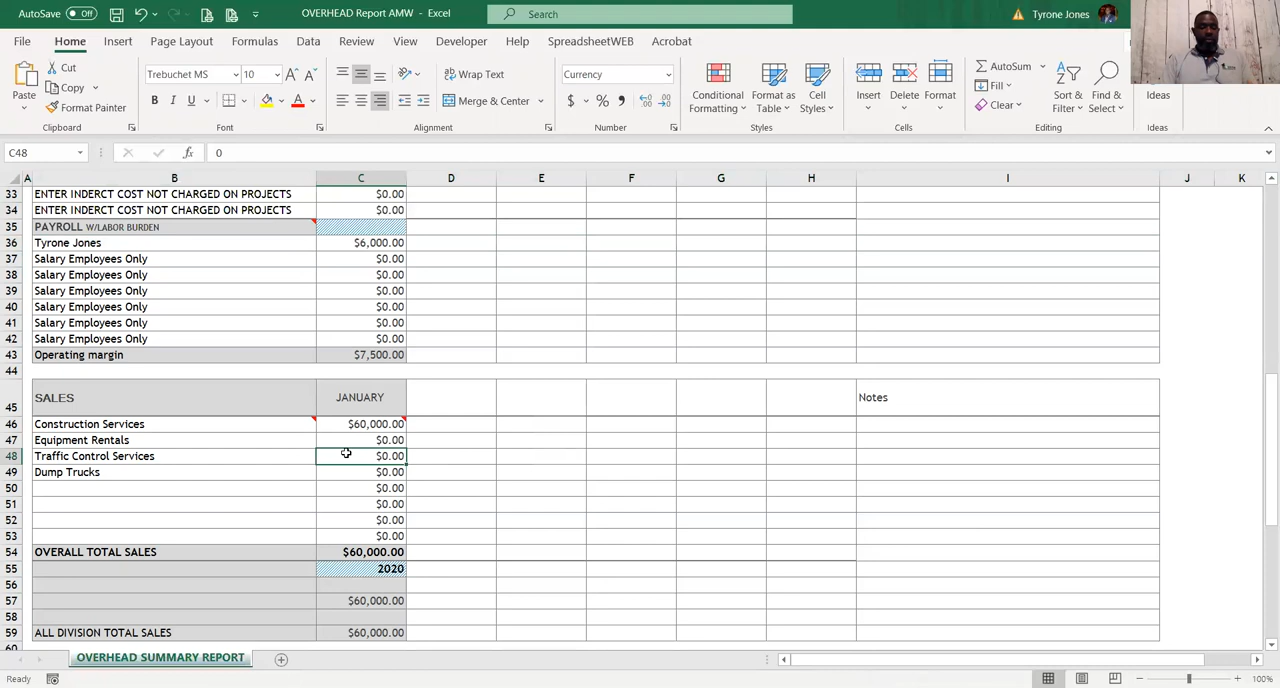 AutoSave Off OVERHEAD Report AMW - Excel Search Tyrone Jones
File Home Insert Page Layout Formulas Data Review View Developer Help SpreadsheetWEB Acrobat
Paste Cut Copy Format Painter
Trebuchet MS 10
B I U A
Wrap Text
Merge & Center
Currency
$ % ,
Conditional Formatting Format as Table Cell Styles
Insert Delete Format
AutoSum Fill Clear
Sort & Filter Find & Select Ideas
Clipboard Font Alignment Number Styles Cells Editing Ideas
C48 fx 0
A B C D E F G H I J K
33 ENTER INDERCT COST NOT CHARGED ON PROJECTS $0.00
34 ENTER INDERCT COST NOT CHARGED ON PROJECTS $0.00
35 PAYROLL W/LABOR BURDEN
36 Tyrone Jones $6,000.00
37 Salary Employees Only $0.00
38 Salary Employees Only $0.00
39 Salary Employees Only $0.00
40 Salary Employees Only $0.00
41 Salary Employees Only $0.00
42 Salary Employees Only $0.00
43 Operating margin $7,500.00
44
45 SALES JANUARY Notes
46 Construction Services $60,000.00
47 Equipment Rentals $0.00
48 Traffic Control Services $0.00
49 Dump Trucks $0.00
50 $0.00
51 $0.00
52 $0.00
53 $0.00
54 OVERALL TOTAL SALES $60,000.00
55 2020
56
57 $60,000.00
58
59 ALL DIVISION TOTAL SALES $60,000.00
60
OVERHEAD SUMMARY REPORT
Ready 100%